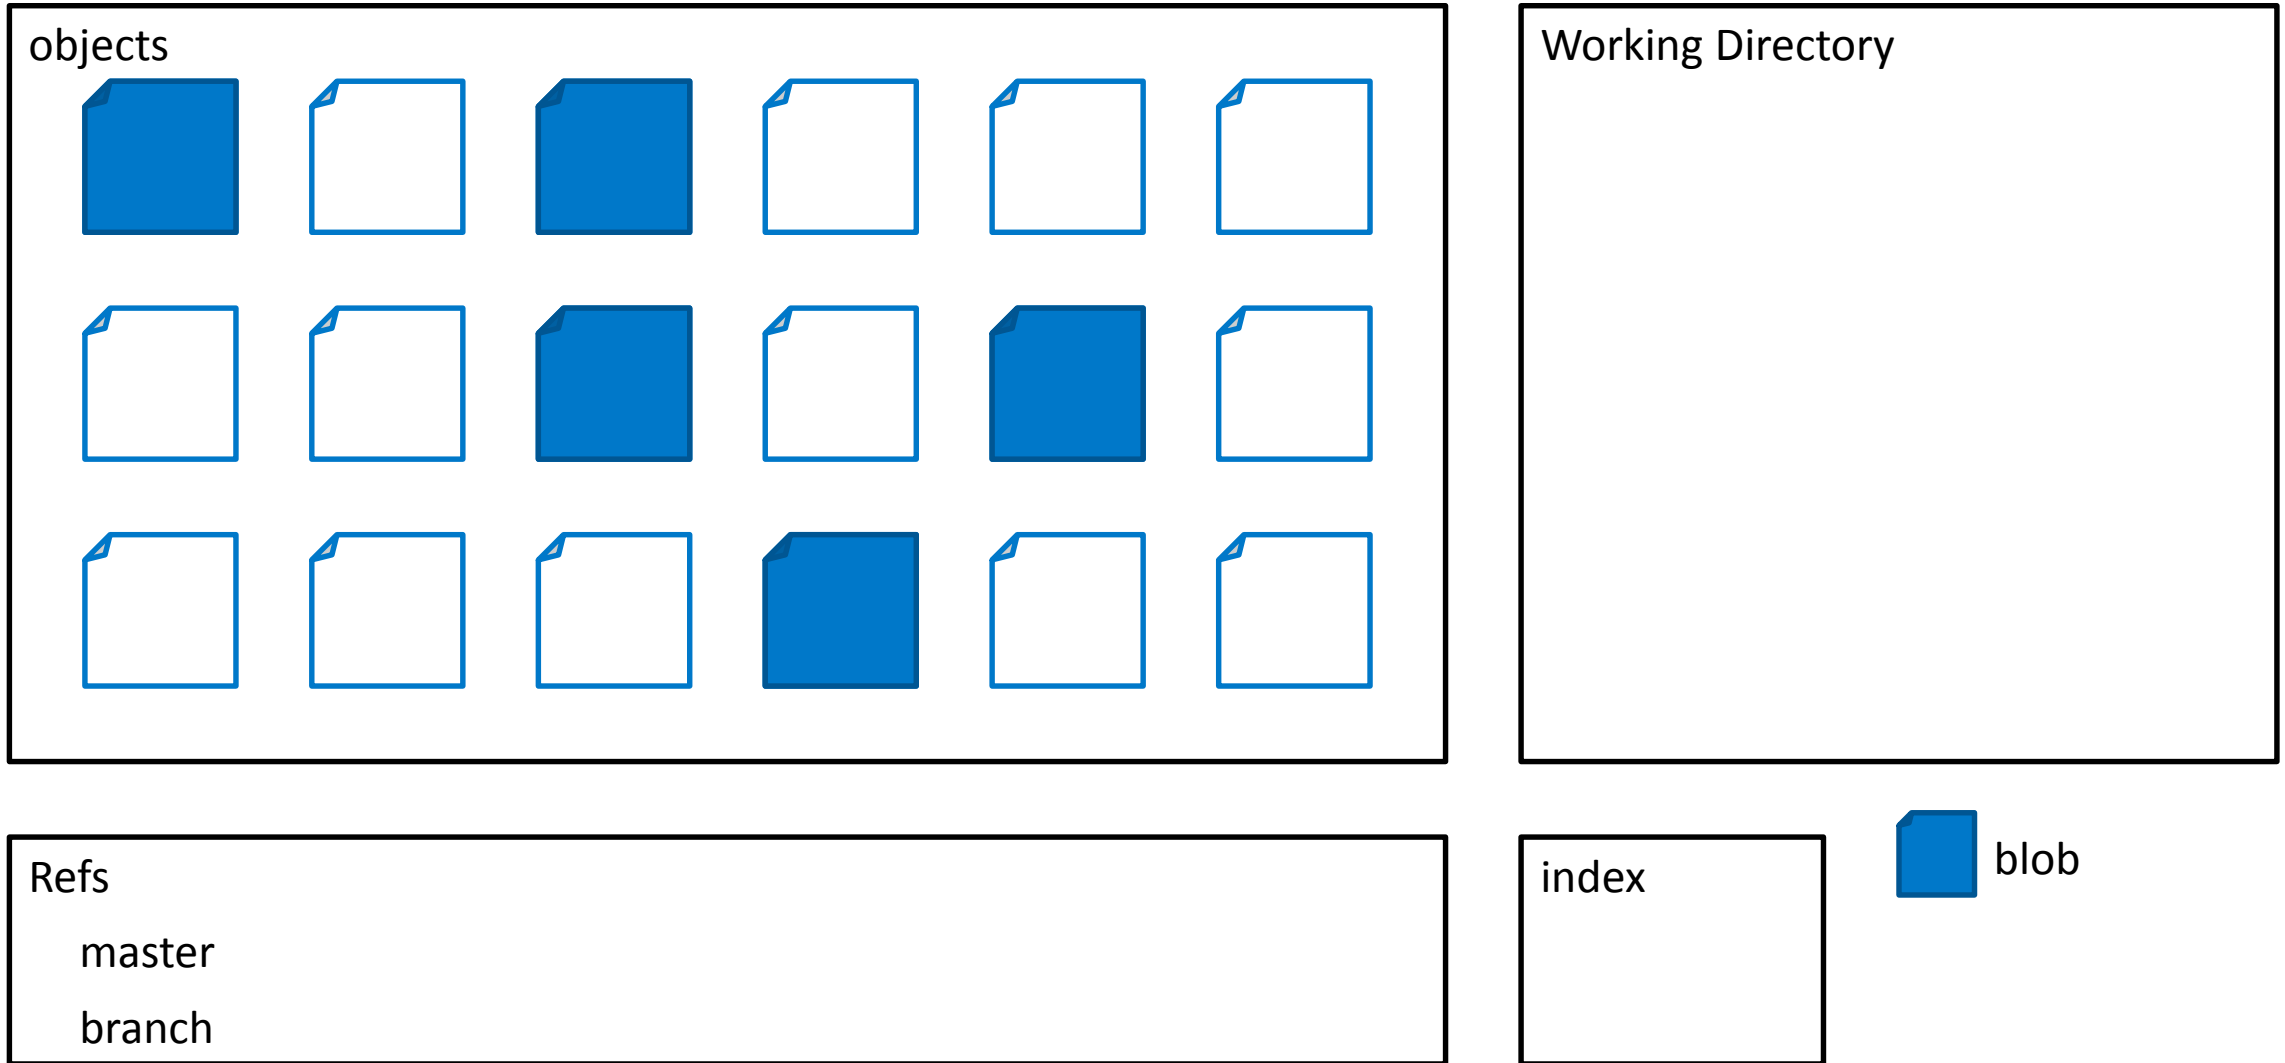 objects
Working Directory
Refs
master
branch
index
blob